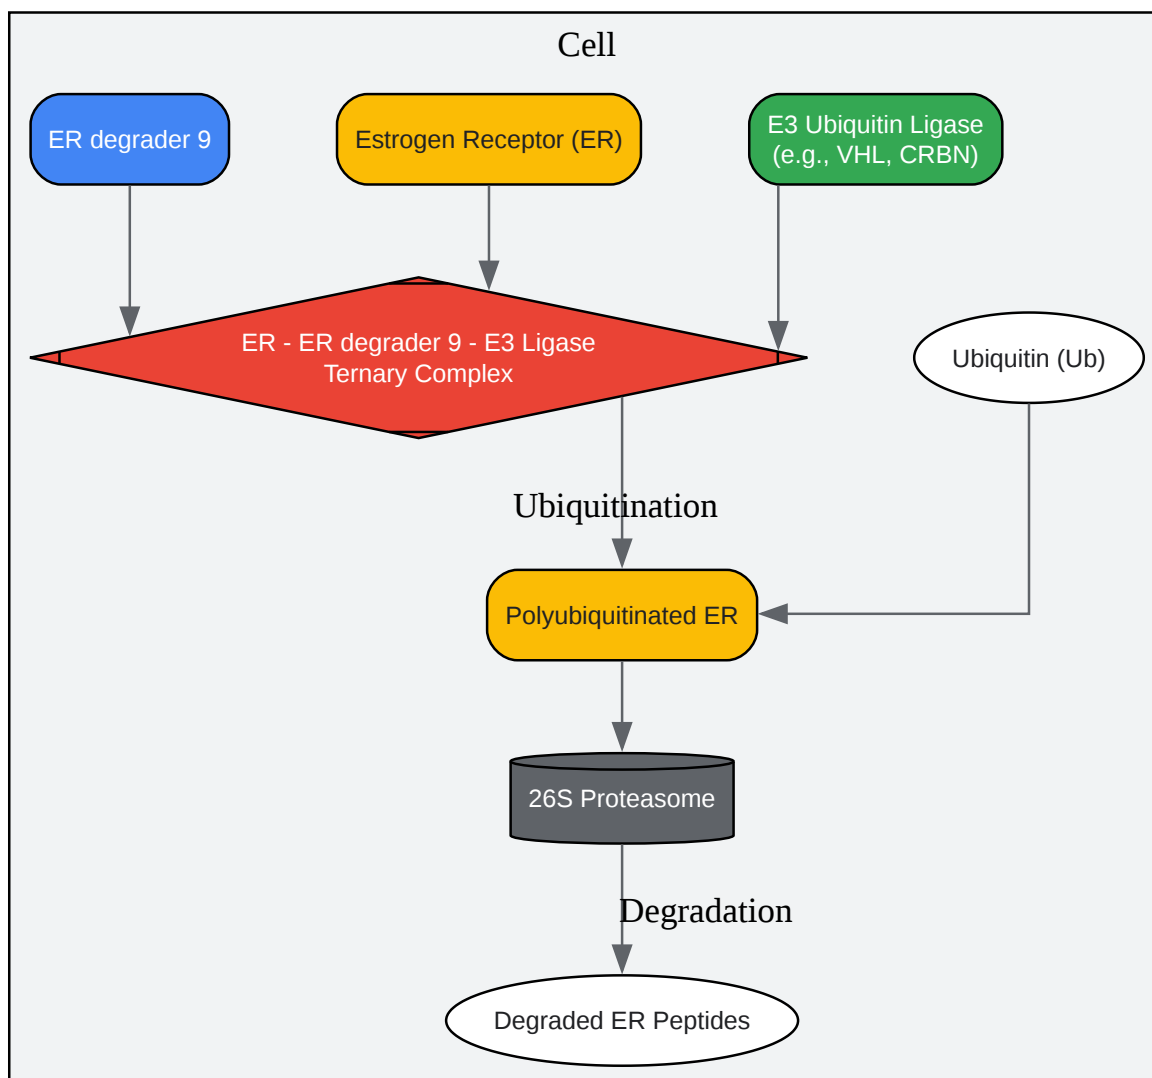 Cell
ER degrader 9
Estrogen Receptor (ER)
E3 Ubiquitin Ligase
(e.g., VHL, CRBN)
ER - ER degrader 9 - E3 Ligase
Ternary Complex
Ubiquitin (Ub)
Ubiquitination
Polyubiquitinated ER
26S Proteasome
Degradation
Degraded ER Peptides